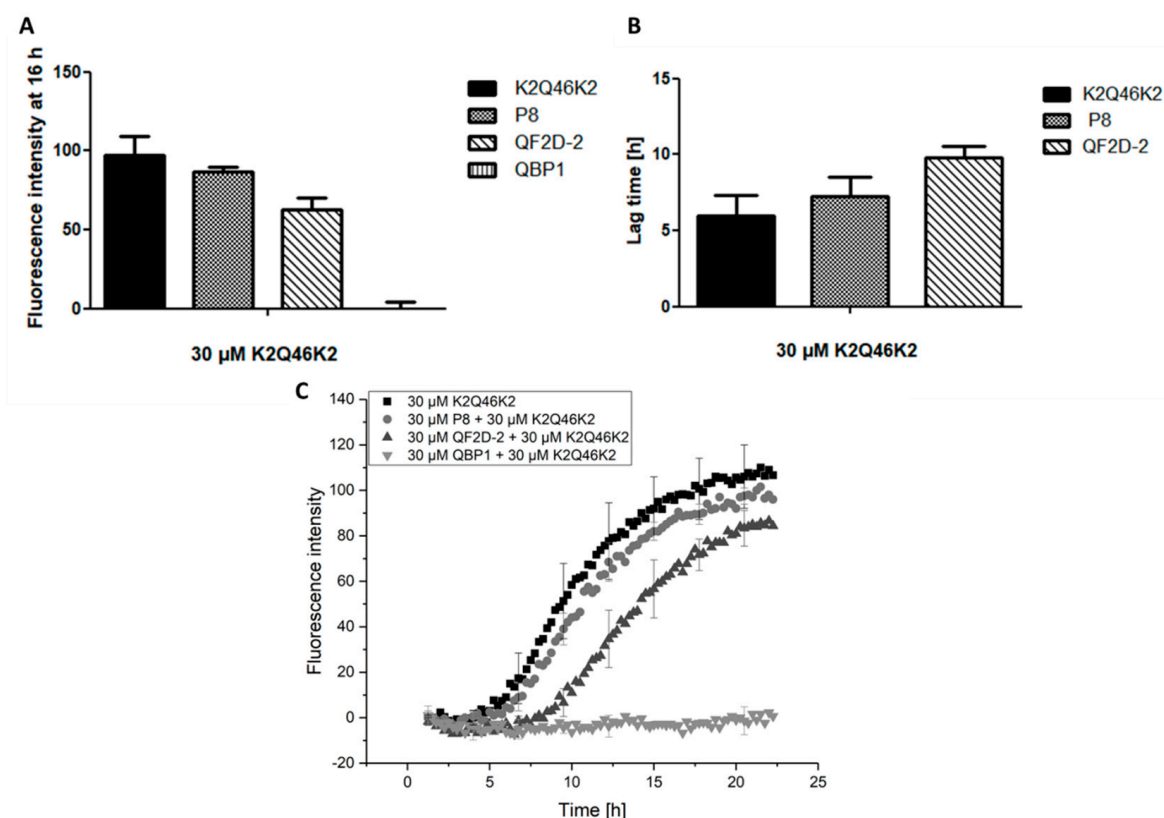 A
Fluorescence intensity at 16 h
150
100
50
0
K2Q46K2
P8
QF2D-2
QBP1
30 µM K2Q46K2
B
Lag time [h]
15
10
5
0
K2Q46K2
P8
QF2D-2
30 µM K2Q46K2
C
Fluorescence intensity
140
120
100
80
60
40
20
0
-20
30 µM K2Q46K2
30 µM P8 + 30 µM K2Q46K2
30 µM QF2D-2 + 30 µM K2Q46K2
30 µM QBP1 + 30 µM K2Q46K2
0 5 10 15 20 25
Time [h]